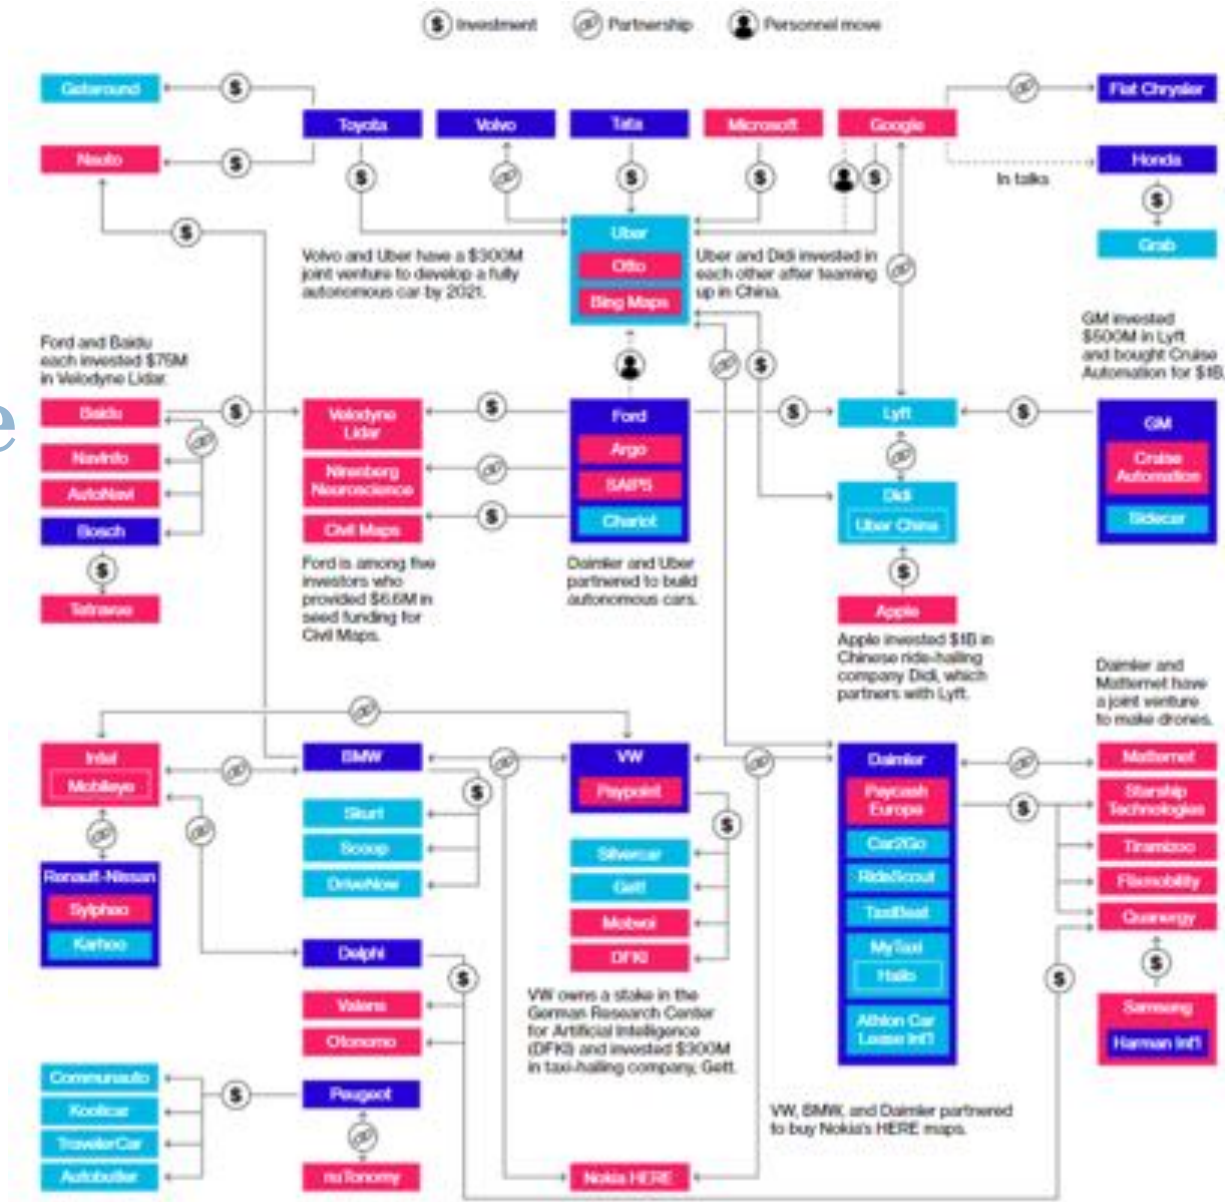 Investment
Partnership
Personnel move
Getaround
Fiat Chrysler
Toyota
Volvo
Tata
Microsoft
Google
Nauto
Honda
In talks
Uber
Otto
Bing Maps
Grab
Volvo and Uber have a $300M
joint venture to develop a fully
autonomous car by 2021.
Uber and Didi invested in
each other after teaming
up in China.
GM invested
$500M in Lyft
and bought Cruise
Automation for $1B.
Ford and Baidu
each invested $75M
in Velodyne Lidar.
e
Baidu
NavInfo
AutoNavi
Bosch
Tetravue
Velodyne
Lidar
Nirenberg
Neuroscience
Civil Maps
Ford
Argo
SAIPS
Chariot
Lyft
Didi
Uber China
Apple
GM
Cruise
Automation
Sidecar
Ford is among five
investors who
provided $6.6M in
seed funding for
Civil Maps.
Daimler and Uber
partnered to build
autonomous cars.
Apple invested $1B in
Chinese ride-hailing
company Didi, which
partners with Lyft.
Daimler and
Matternet have
a joint venture
to make drones.
Intel
Mobileye
Renault-Nissan
Sylpheo
Karhoo
BMW
Skurt
Scoop
DriveNow
Delphi
Valens
Otonomo
VW
Paypoint
Silvercar
Gett
Mobvoi
DFKI
Daimler
Paycash
Europe
Car2Go
RideScout
TaxiBeat
MyTaxi
Hailo
Athlon Car
Lease Int'l
Matternet
Starship
Technologies
Tiramizoo
Flixmobility
Quanergy
Samsung
Harman Int'l
VW owns a stake in the
German Research Center
for Artificial Intelligence
(DFKI) and invested $300M
in taxi-hailing company, Gett.
Communauto
Koolicar
TravelerCar
Autobutler
Peugeot
nuTonomy
Nokia HERE
VW, BMW, and Daimler partnered
to buy Nokia's HERE maps.